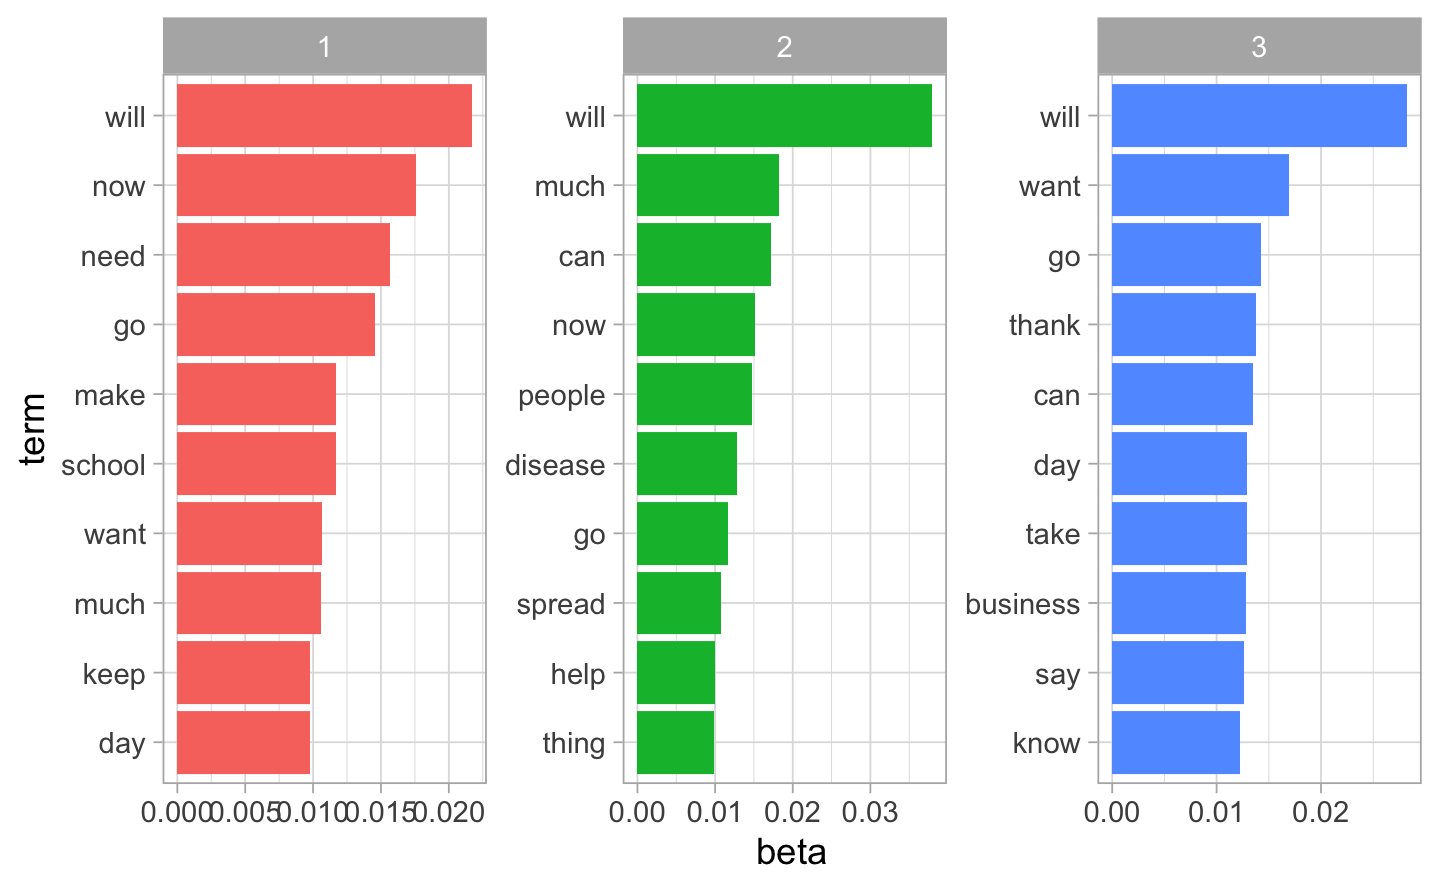 1
2
3
term
will
now
need
go
make
school
want
much
keep
day
0.000
0.005
0.010
0.015
0.020
will
much
can
now
people
disease
go
spread
help
thing
0.00
0.01
0.02
0.03
will
want
go
thank
can
day
take
business
say
know
0.00
0.01
0.02
beta